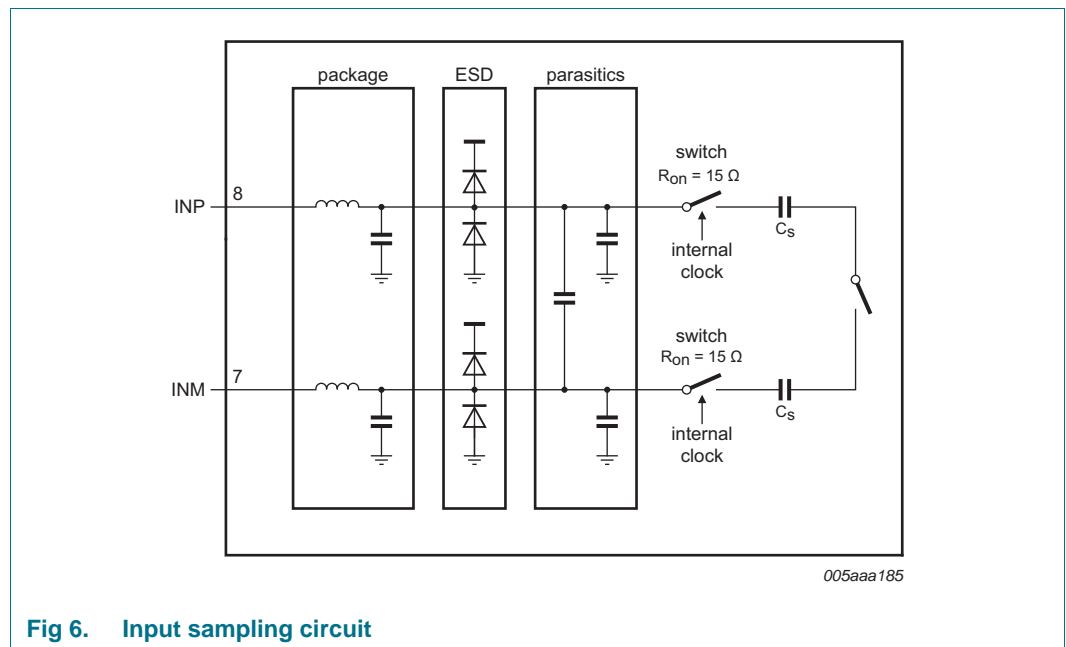 package
ESD
parasitics
switch
Ron = 15 Ω
INP
8
Cs
internal
clock
switch
Ron = 15 Ω
INM
7
Cs
internal
clock
005aaa185
Fig 6. Input sampling circuit